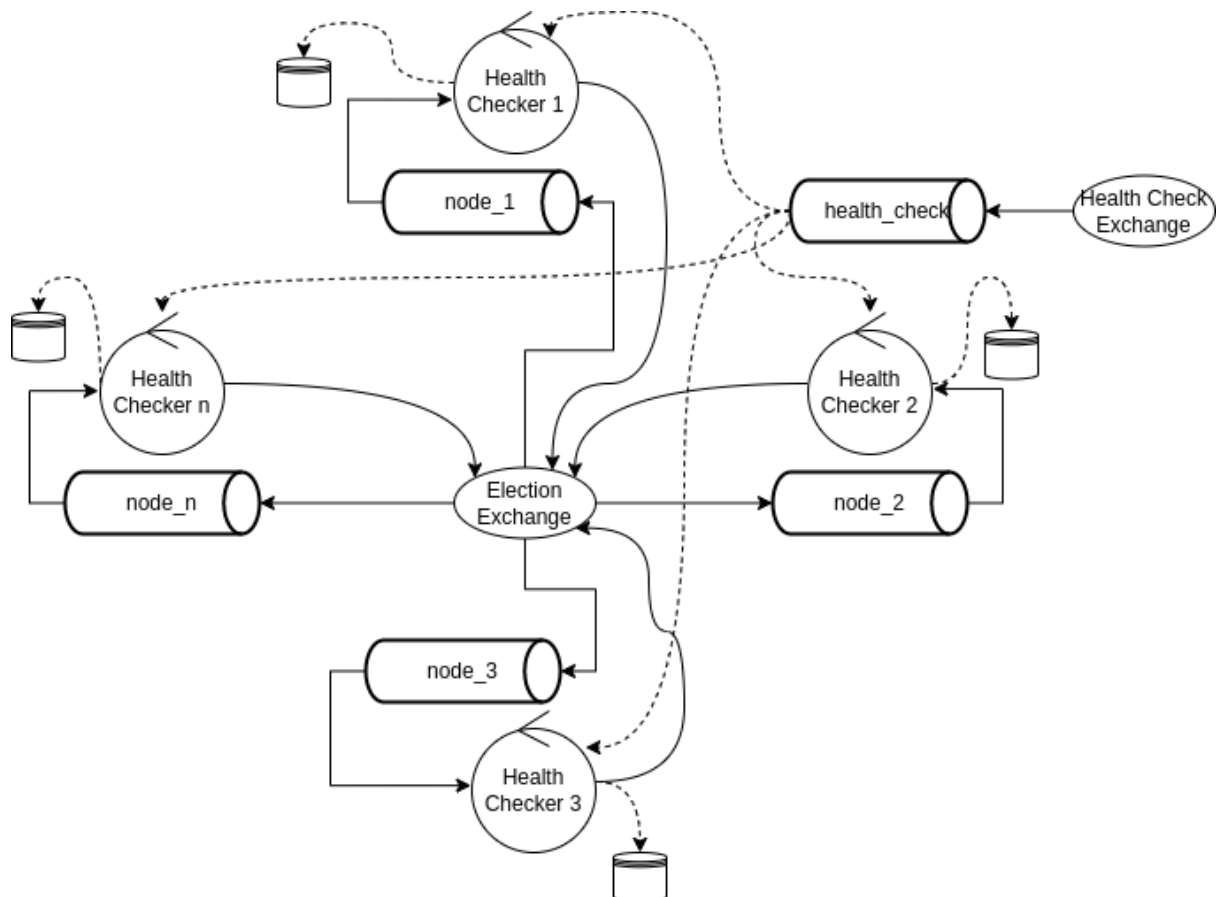 Health
Checker 1
node_1
health_check
Health Check
Exchange
Health
Checker n
Health
Checker 2
node_n
Election
Exchange
node_2
node_3
Health
Checker 3